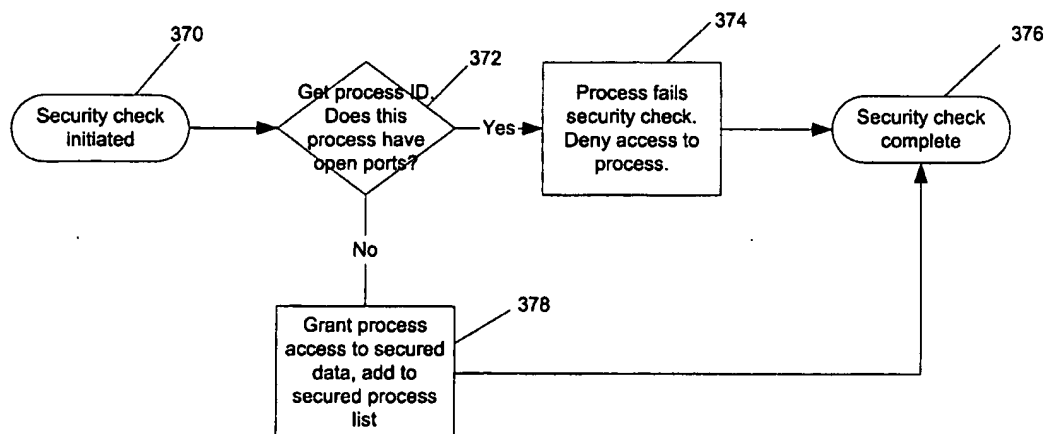 370
Security check
initiated
372
Get process ID.
Does this
process have
open ports?
Yes
374
Process fails
security check.
Deny access to
process.
376
Security check
complete
No
378
Grant process
access to secured
data, add to
secured process
list